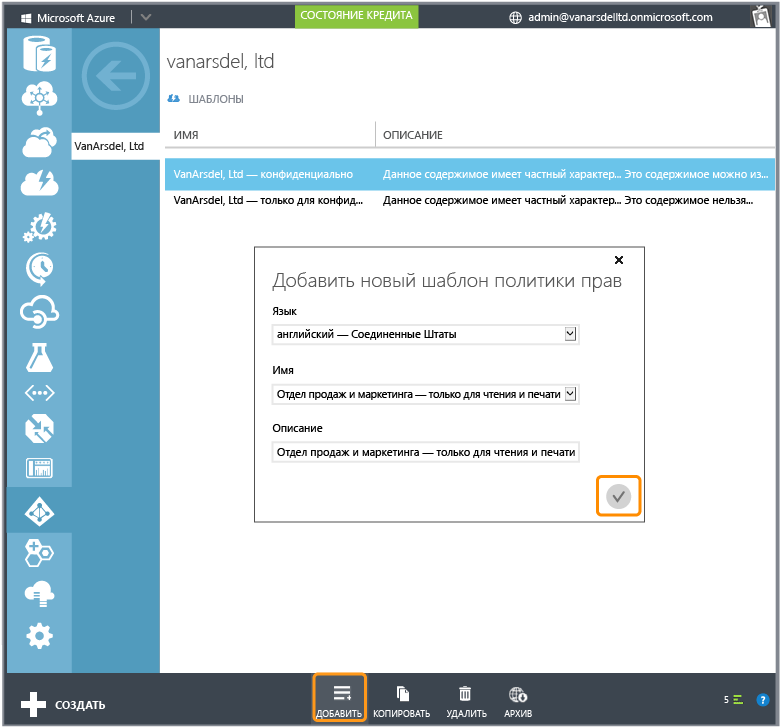 Microsoft Azure
СОСТОЯНИЕ КРЕДИТА
admin@vanarsdelltd.onmicrosoft.com
vanarsdel, ltd
ШАБЛОНЫ
VanArsdel, Ltd
ИМЯ ОПИСАНИЕ
VanArsdel, Ltd — конфиденциально Данное содержимое имеет частный характер... Это содержимое можно из...
VanArsdel, Ltd — только для конфид... Данное содержимое имеет частный характер... Это содержимое нельзя...
Добавить новый шаблон политики прав
Язык
английский — Соединенные Штаты
Имя
Отдел продаж и маркетинга — только для чтения и печати
Описание
Отдел продаж и маркетинга — только для чтения и печати
СОЗДАТЬ
ДОБАВИТЬ
КОПИРОВАТЬ
УДАЛИТЬ
АРХИВ
5
?